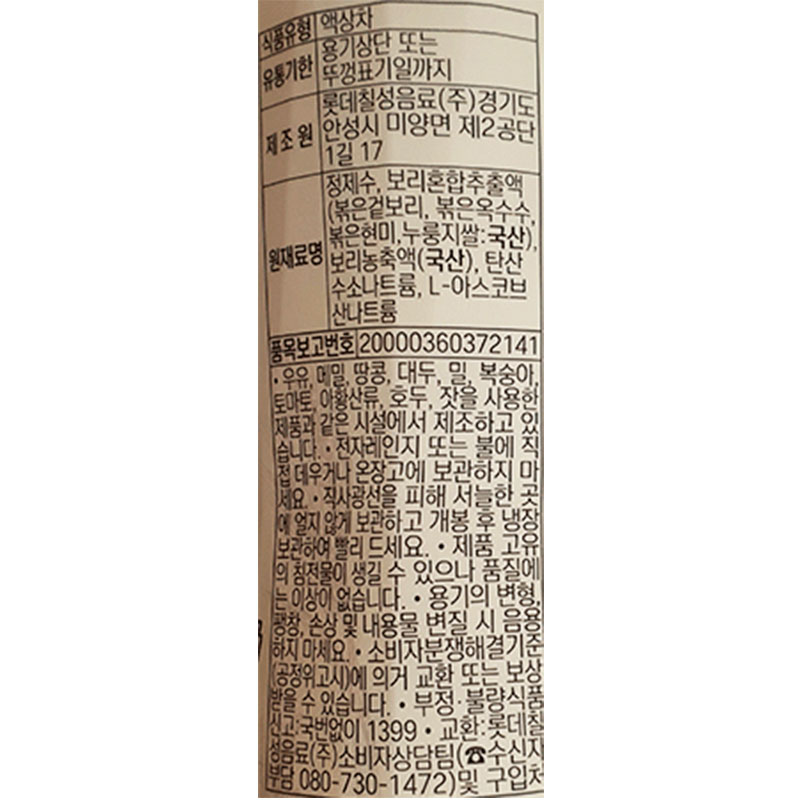 식품유형 액상차
유통기한 용기상단 또는
뚜껑표기일까지
제조원 롯데칠성음료(주)경기도
안성시 미양면 제2공단
1길 17
원재료명 정제수, 보리혼합추출액
(볶은겉보리, 볶은옥수수,
볶은현미,누룽지쌀:국산),
보리농축액(국산), 탄산
수소나트륨, L-아스코브
산나트륨
품목보고번호 20000360372141
•우유, 메밀, 땅콩, 대두, 밀, 복숭아,
토마토, 아황산류, 호두, 잣을 사용한
제품과 같은 시설에서 제조하고 있
습니다. •전자레인지 또는 불에 직
접 데우거나 온장고에 보관하지 마
세요. •직사광선을 피해 서늘한 곳
에 얼지 않게 보관하고 개봉 후 냉장
보관하여 빨리 드세요. •제품 고유
의 침전물이 생길 수 있으나 품질에
는 이상이 없습니다. •용기의 변형,
팽창, 손상 및 내용물 변질 시 음용
하지 마세요. •소비자분쟁해결기준
(공정위고시)에 의거 교환 또는 보상
받을 수 있습니다. •부정·불량식품
신고:국번없이 1399 •교환:롯데칠
성음료(주)소비자상담팀(☎수신자
부담 080-730-1472)및 구입처